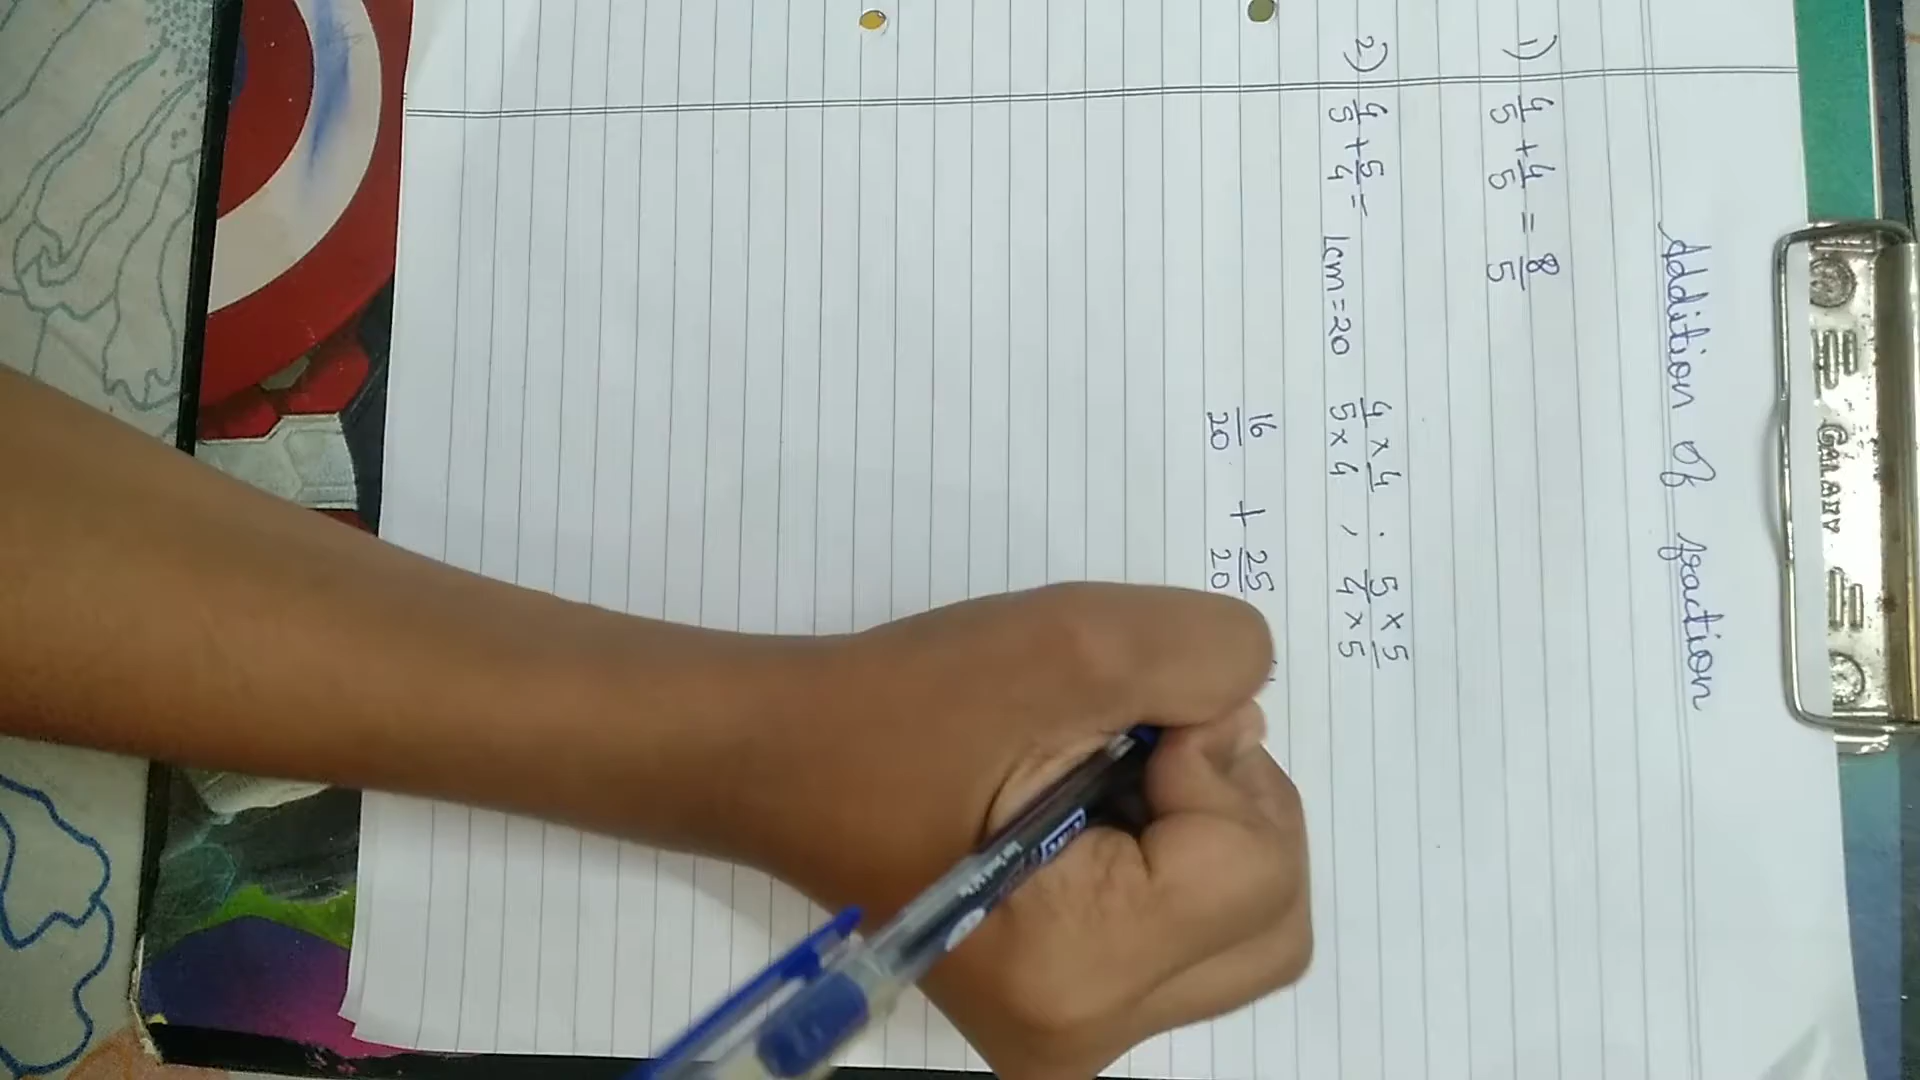 Addition Of fraction
1) 4/5 + 4/5 = 8/5
2) 4/5 + 5/4 = lcm = 20 4/5 × 4/4 , 5/4 × 5/5
16/20 + 25/20
GALAXY